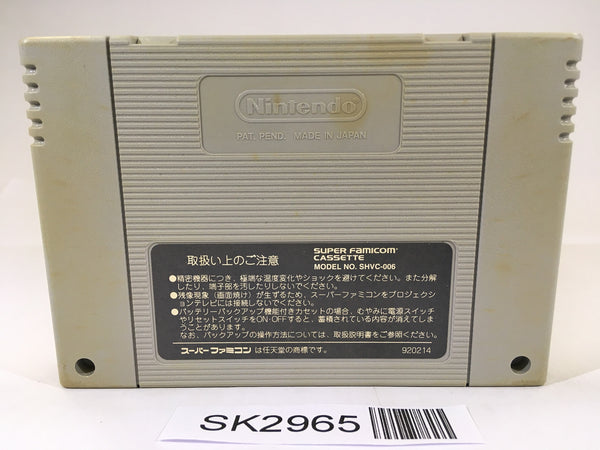 Nintendo
PAT. PEND. MADE IN JAPAN
取扱い上のご注意
SUPER FAMICOM
CASSETTE
MODEL NO. SHVC-006
●精密機器につき、極端な温度変化やショックを避けてください。また分解
したり、端子部を汚したりしないでください。
●残像現象(画面焼け)が生ずるため、スーパーファミコンをプロジェクシ
ョンテレビには接続しないでください。
●バッテリーバックアップ機能付きカセットの場合、むやみに電源スイッチ
やリセットスイッチをON・OFFすると、蓄積されている内容が消えてしま
うことがあります。
なお、バックアップの操作方法については、取扱説明書をご参照ください。
スーパーファミコン は任天堂の商標です。
920214
SK2965